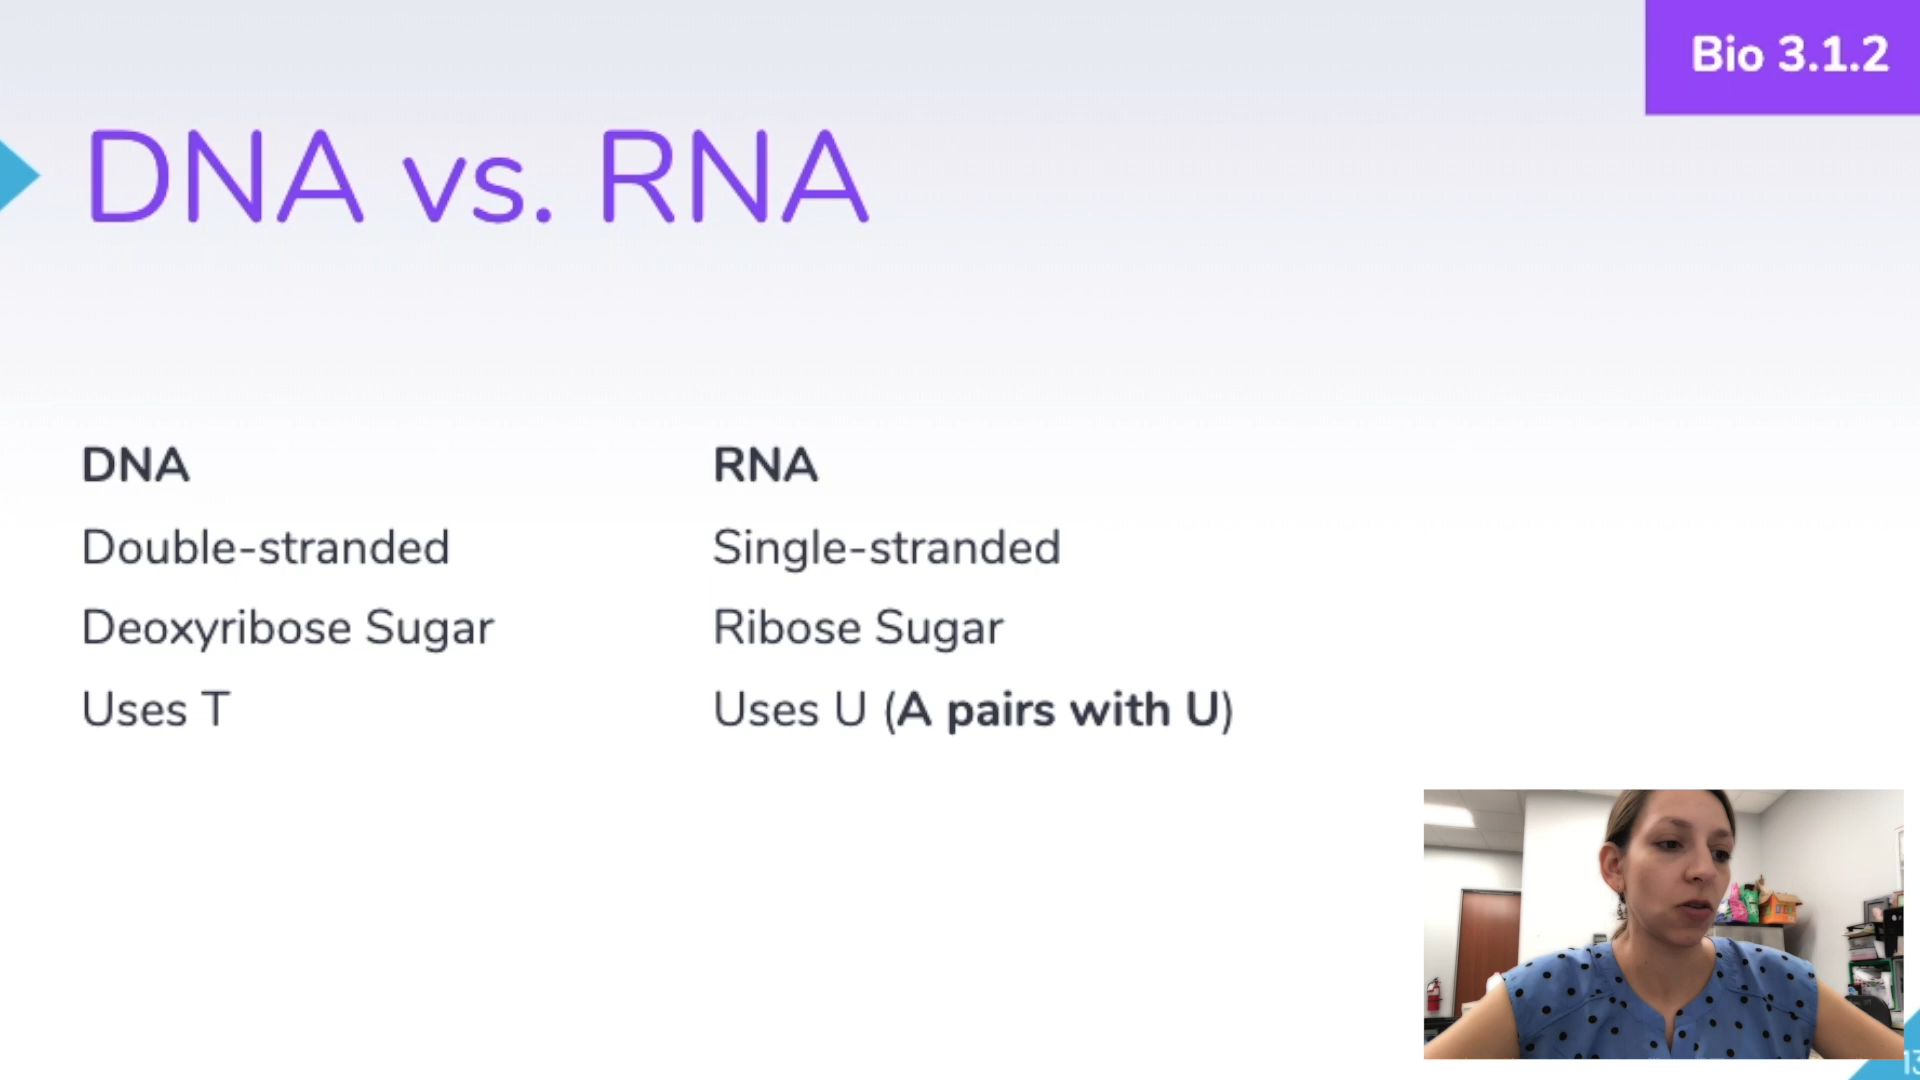 Bio 3.1.2
DNA vs. RNA
DNA
RNA
Double-stranded
Single-stranded
Deoxyribose Sugar
Ribose Sugar
Uses T
Uses U (A pairs with U)